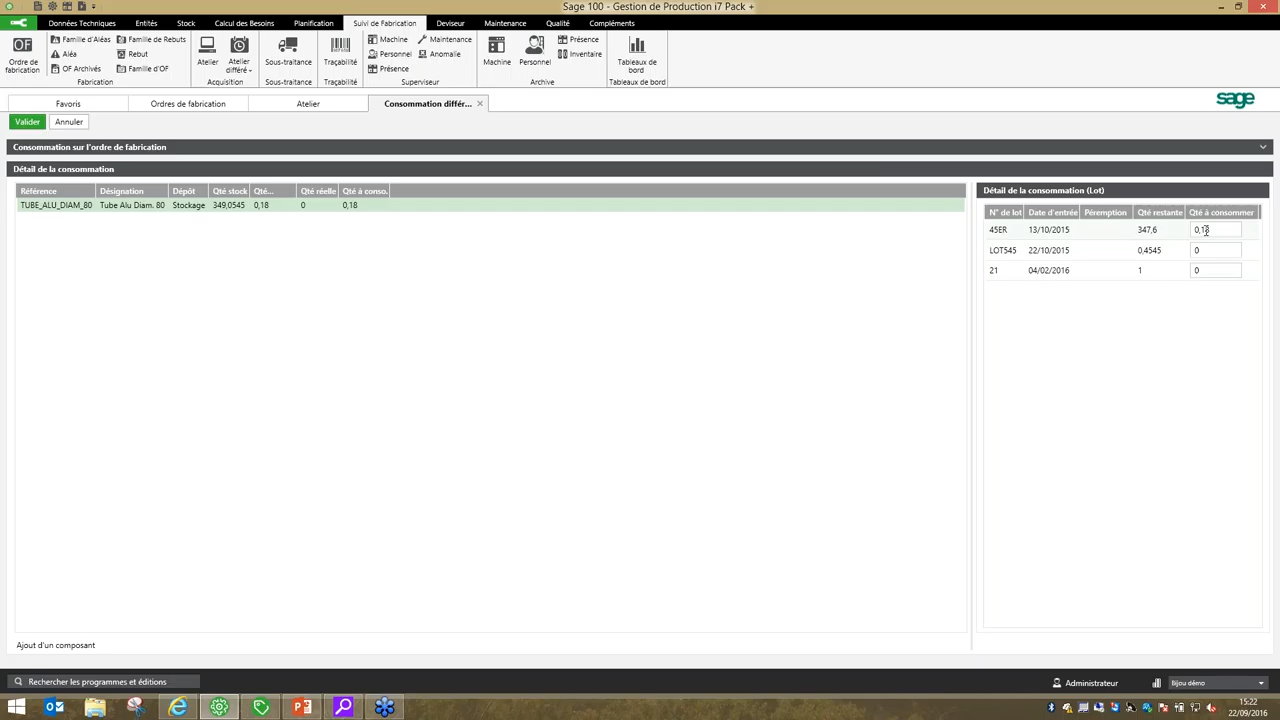 Sage 100 - Gestion de Production i7 Pack +
Données Techniques Entités Stock Calcul des Besoins Planification Suivi de Fabrication Deviseur Maintenance Qualité Compléments
OF
Ordre de fabrication
Famille d'Aléas
Aléa
OF Archivés
Famille de Rebuts
Rebut
Famille d'OF
Fabrication
Atelier
Atelier différé
Acquisition
Sous-traitance
Sous-traitance
Traçabilité
Traçabilité
Machine
Personnel
Présence
Maintenance
Anomalie
Superviseur
Machine
Personnel
Présence
Inventaire
Archive
Tableaux de bord
Tableaux de bord
Favoris Ordres de fabrication Atelier Consommation différ...
sage
Valider Annuler
Consommation sur l'ordre de fabrication
Détail de la consommation
Référence Désignation Dépôt Qté stock Qté... Qté réelle Qté à conso.
TUBE_ALU_DIAM_80 Tube Alu Diam. 80 Stockage 349,0545 0,18 0 0,18
Détail de la consommation (Lot)
N° de lot Date d'entrée Péremption Qté restante Qté à consommer
45ER 13/10/2015 347,6 0,18
LOT545 22/10/2015 0,4545 0
21 04/02/2016 1 0
Ajout d'un composant
Rechercher les programmes et éditions
Administrateur
Bijou démo
15:22
22/09/2016